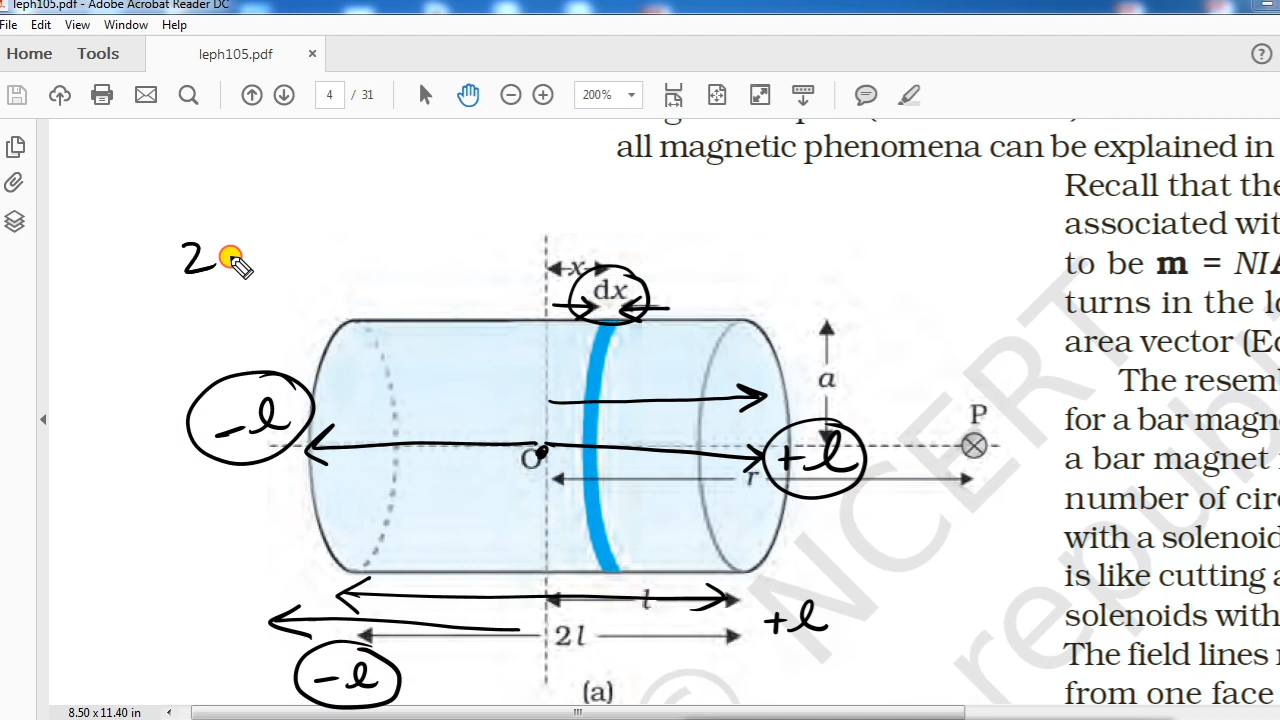 leph105.pdf - Adobe Acrobat Reader DC
File Edit View Window Help
Home Tools leph105.pdf ×
4 / 31 200%
all magnetic phenomena can be explained in
Recall that the
associated wit
to be m = NIA
turns in the lo
area vector (Eq
The resemb
for a bar magne
a bar magnet
number of circ
with a solenoid
is like cutting a
solenoids with
The field lines
from one face
2
x
dx
a
P
-l
O
+l
r
l
+l
2l
-l
(a)
© NCERT
republ
8.50 x 11.40 in